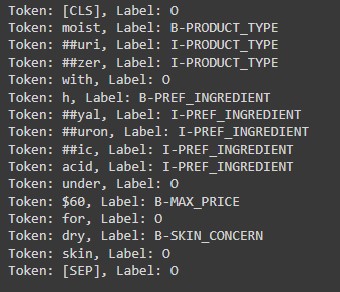 Token: [CLS], Label: O
Token: moist, Label: B-PRODUCT_TYPE
Token: ##uri, Label: I-PRODUCT_TYPE
Token: ##zer, Label: I-PRODUCT_TYPE
Token: with, Label: O
Token: h, Label: B-PREF_INGREDIENT
Token: ##yal, Label: I-PREF_INGREDIENT
Token: ##uron, Label: I-PREF_INGREDIENT
Token: ##ic, Label: I-PREF_INGREDIENT
Token: acid, Label: I-PREF_INGREDIENT
Token: under, Label: O
Token: $60, Label: B-MAX_PRICE
Token: for, Label: O
Token: dry, Label: B-SKIN_CONCERN
Token: skin, Label: O
Token: [SEP], Label: O